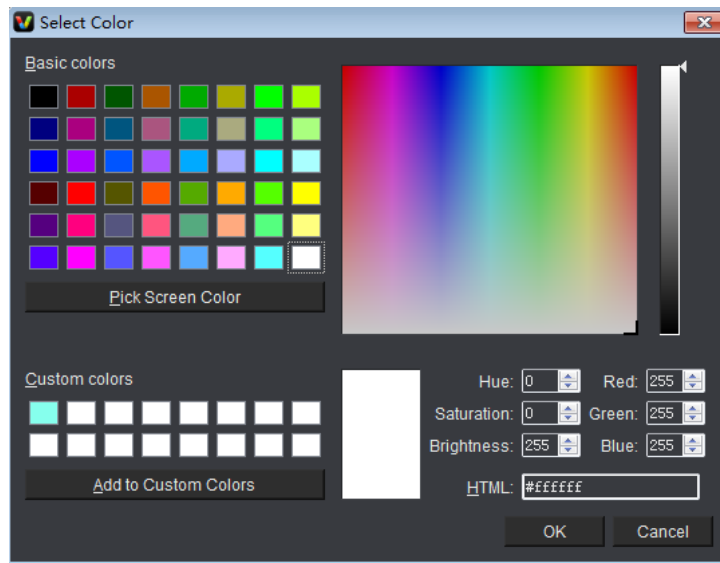 Select Color
Basic colors
Pick Screen Color
Custom colors
Add to Custom Colors
Hue: 0 Red: 255
Saturation: 0 Green: 255
Brightness: 255 Blue: 255
HTML: #ffffff
OK Cancel